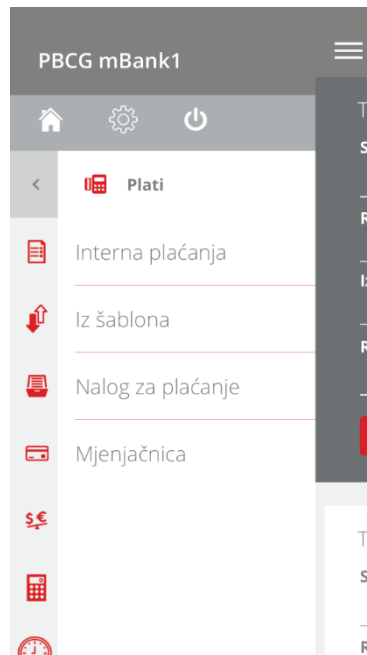 PBCG mBank1
Plati
Interna plaćanja
Iz šablona
Nalog za plaćanje
Mjenjačnica
$€